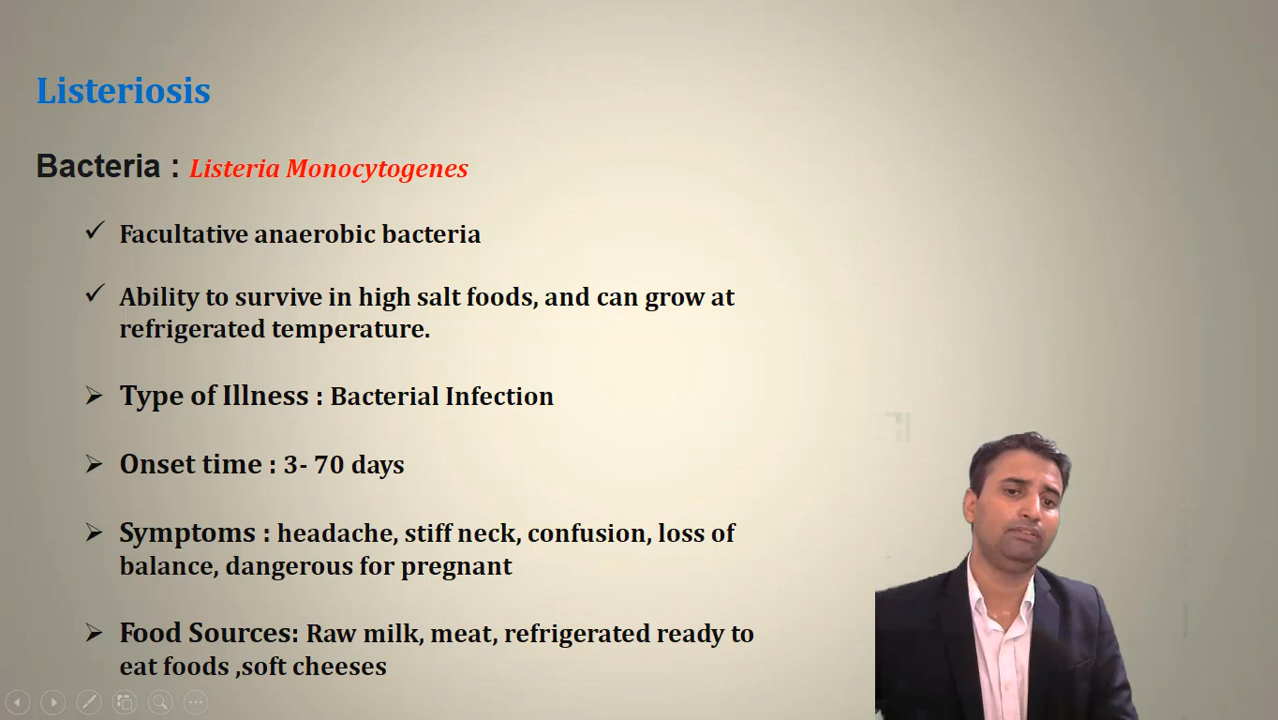 Listeriosis
Bacteria : Listeria Monocytogenes
✓ Facultative anaerobic bacteria
✓ Ability to survive in high salt foods, and can grow at
refrigerated temperature.
➢ Type of Illness : Bacterial Infection
➢ Onset time : 3- 70 days
➢ Symptoms : headache, stiff neck, confusion, loss of
balance, dangerous for pregnant
➢ Food Sources: Raw milk, meat, refrigerated ready to
eat foods ,soft cheeses